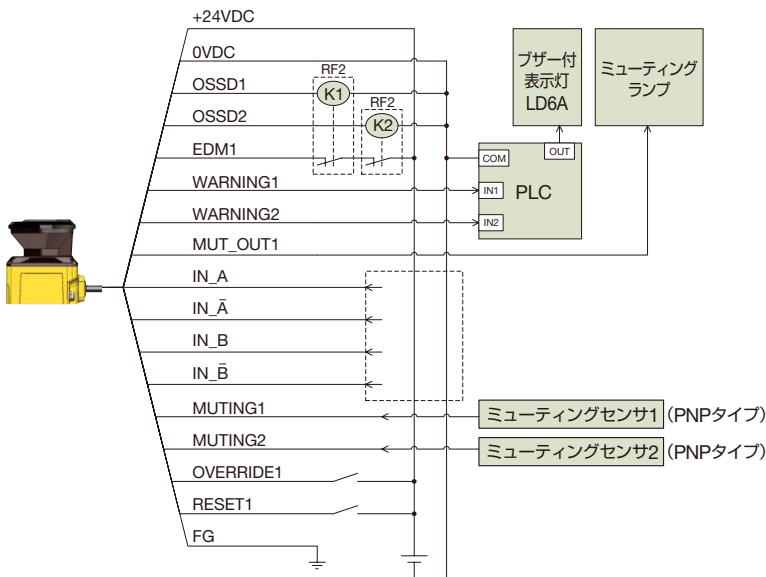 +24VDC
0VDC
OSSD1
OSSD2
EDM1
WARNING1
WARNING2
MUT_OUT1
IN_A
IN_Ā
IN_B
IN_B̄
MUTING1
MUTING2
OVERRIDE1
RESET1
FG
RF2
K1
RF2
K2
ブザー付
表示灯
LD6A
ミューティング
ランプ
COM
OUT
IN1
PLC
IN2
ミューティングセンサ1 (PNPタイプ)
ミューティングセンサ2 (PNPタイプ)